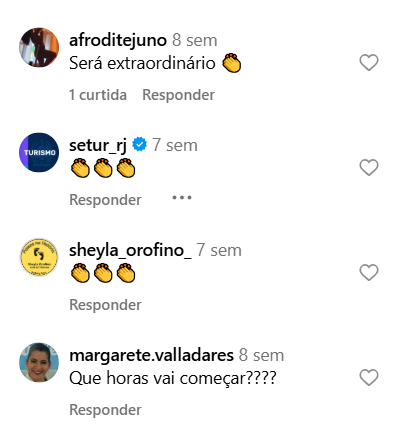 afroditejuno 8 sem
Será extraordinário 👏
1 curtida Responder
TURISMO
setur_rj 7 sem
👏👏👏
Responder ...
sheyla_orofino_ 7 sem
👏👏👏
Responder
margarete.valladares 8 sem
Que horas vai começar????
Responder